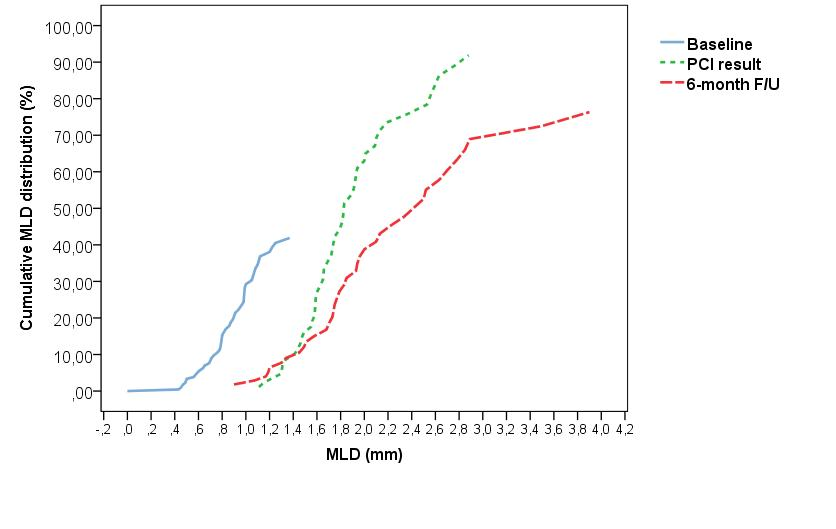 Cumulative MLD distribution (%)
100,00
90,00
80,00
70,00
60,00
50,00
40,00
30,00
20,00
10,00
,00
-,2 ,0 ,2 ,4 ,6 ,8 1,0 1,2 1,4 1,6 1,8 2,0 2,2 2,4 2,6 2,8 3,0 3,2 3,4 3,6 3,8 4,0 4,2
MLD (mm)
Baseline
PCI result
6-month F/U